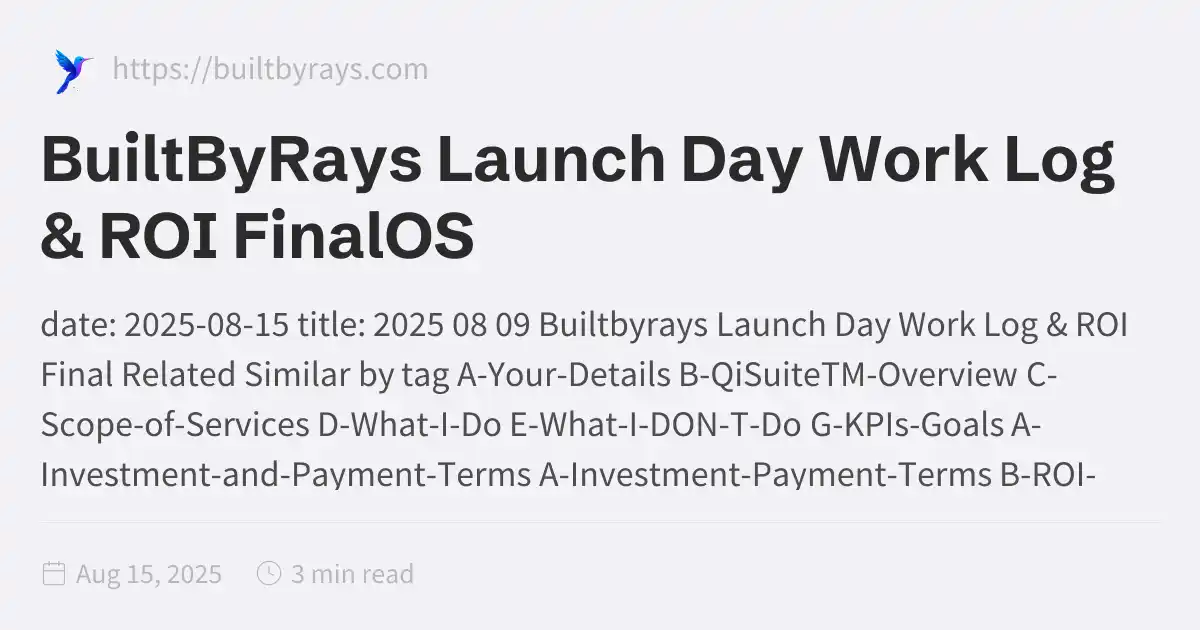 https://builtbyrays.com
BuiltByRays Launch Day Work Log
& ROI FinalOS
date: 2025-08-15 title: 2025 08 09 Builtbyrays Launch Day Work Log & ROI
Final Related Similar by tag A-Your-Details B-QiSuiteTM-Overview C-
Scope-of-Services D-What-I-Do E-What-I-DON-T-Do G-KPIs-Goals A-
Investment-and-Payment-Terms A-Investment-Payment-Terms B-ROI-
Aug 15, 2025 3 min read